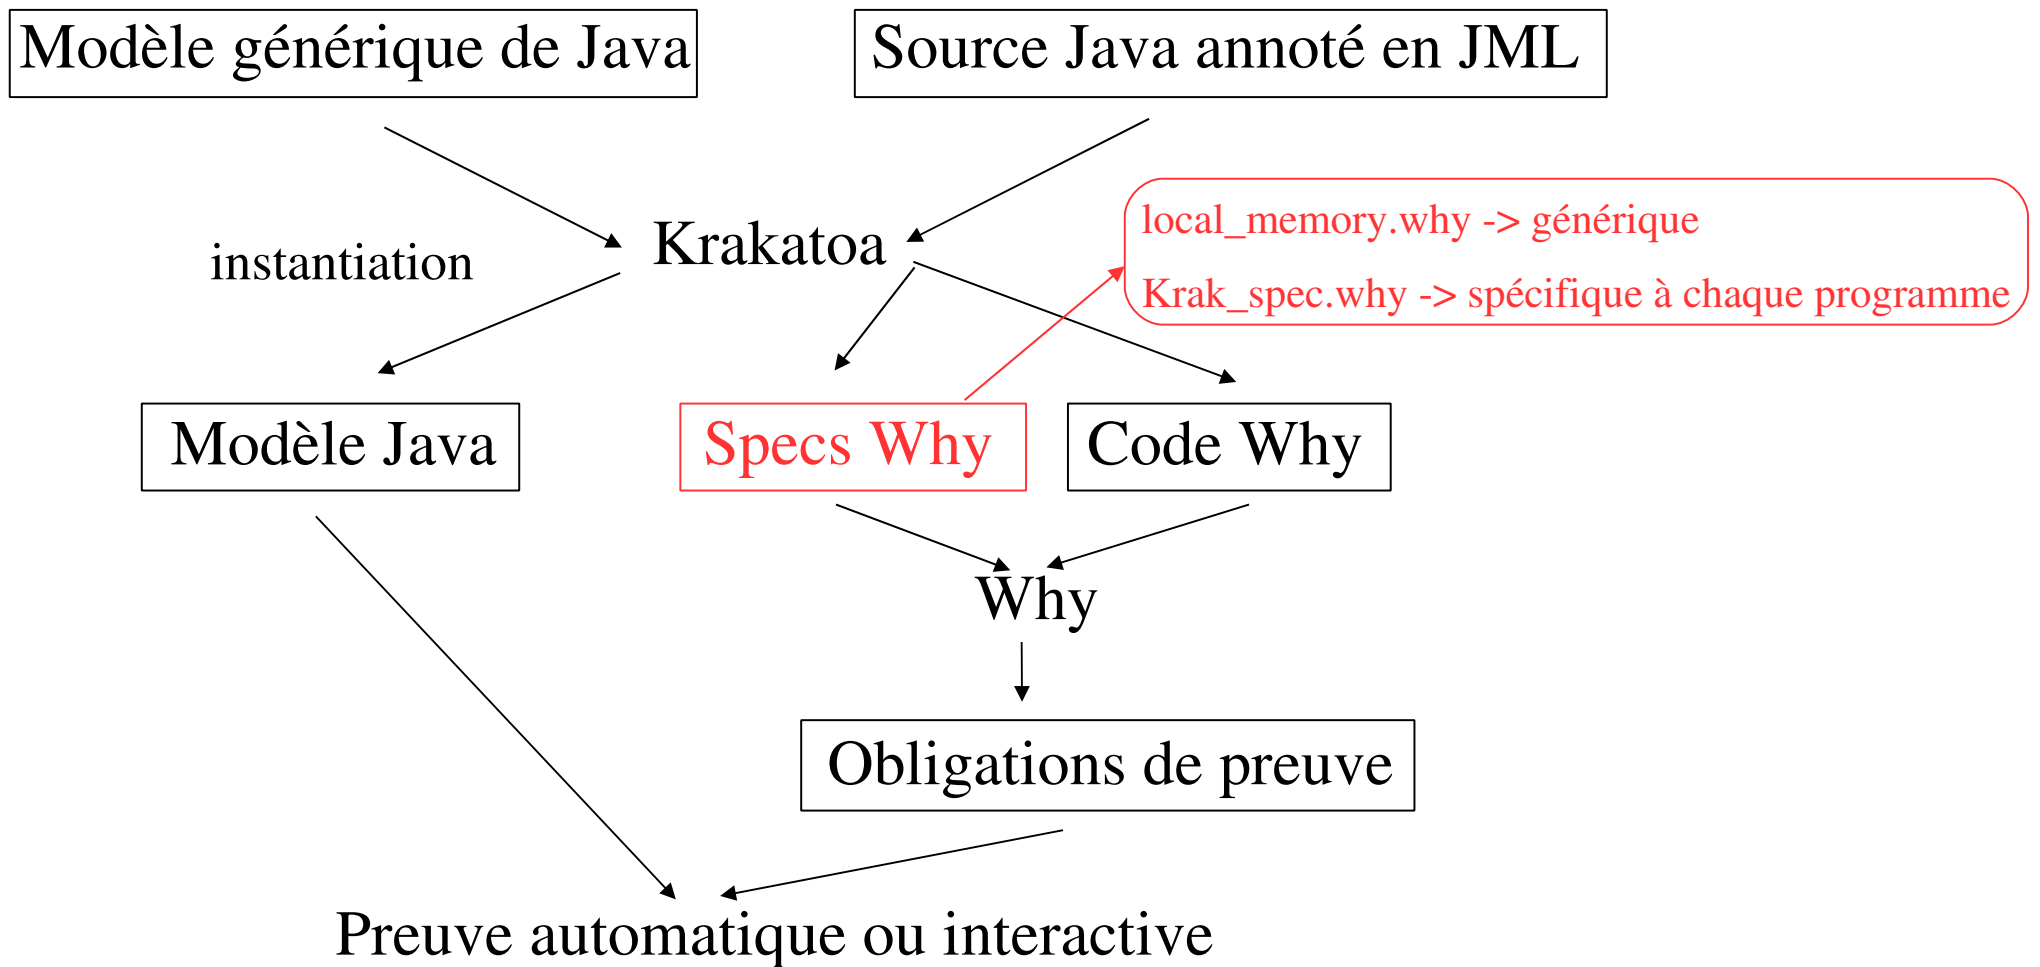 Modèle générique de Java
Source Java annoté en JML
local_memory.why -> générique
Krakatoa
instantiation
Krak_spec.why -> spécifique à chaque programme
Modèle Java
Specs Why
Code Why
Why
Obligations de preuve
Preuve automatique ou interactive